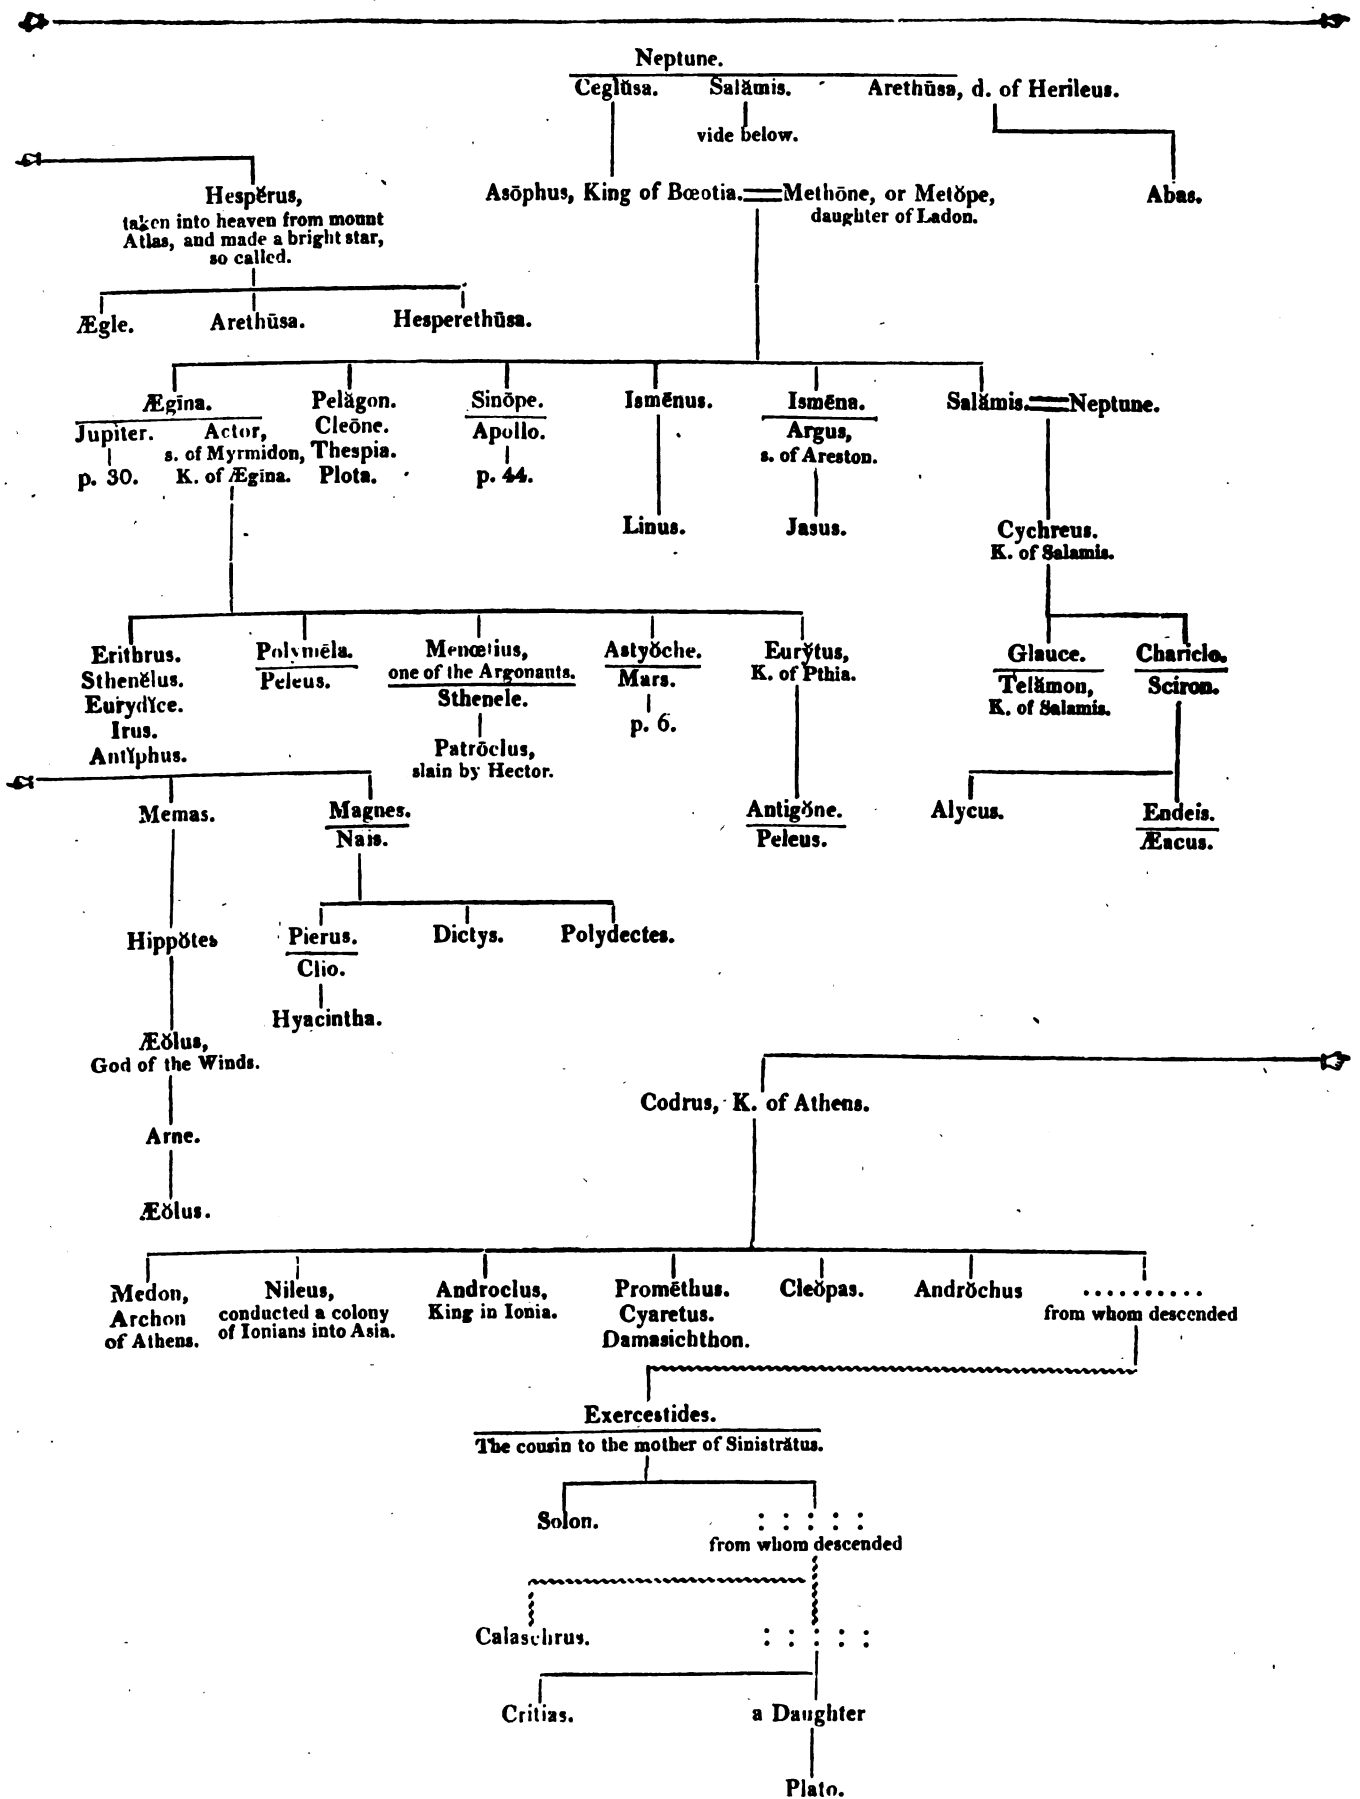 Neptune.
Ceglŭsa. Salămis. Arethūsa, d. of Herileus.
vide below.
Hespĕrus,
taken into heaven from mount
Atlas, and made a bright star,
so called.
Asōphus, King of Bœotia. Methōne, or Metŏpe,
daughter of Ladon.
Abas.
Ægle. Arethūsa. Hesperethūsa.
Ægīna. Pelăgon. Sinōpe. Ismēnus. Ismēna. Salămis. Neptune.
Jupiter. Actor, Cleōne. Apollo. Argus,
s. of Myrmidon, Thespia. s. of Areston.
p. 30. K. of Ægina. Plota. p. 44.
Linus. Jasus. Cychreus.
K. of Salamis.
Erithrus. Polymēla. Menœtius, Astyŏche. Eurўtus, Glauce. Chariclo.
Sthenĕlus. Peleus. one of the Argonauts. Mars. K. of Pthia. Telămon, Sciron.
Eurydĭce. Sthenele. K. of Salamis.
Irus. p. 6.
Antĭphus. Patrōclus,
slain by Hector.
Memas. Magnes. Antigŏne. Alycus. Endeis.
Nais. Peleus. Æacus.
Hippŏtes Pierus. Dictys. Polydectes.
Clio.
Hyacintha.
Æŏlus,
God of the Winds.
Codrus, K. of Athens.
Arne.
Æŏlus.
Medon, Nileus, Androclus, Promēthus. Cleŏpas. Andrŏchus ..........
Archon conducted a colony King in Ionia. Cyaretus. from whom descended
of Athens. of Ionians into Asia. Damasichthon.
Exercestides.
The cousin to the mother of Sinistrătus.
Solon. : : : : :
from whom descended
Calaschrus. : : : : :
Critias. a Daughter
Plato.